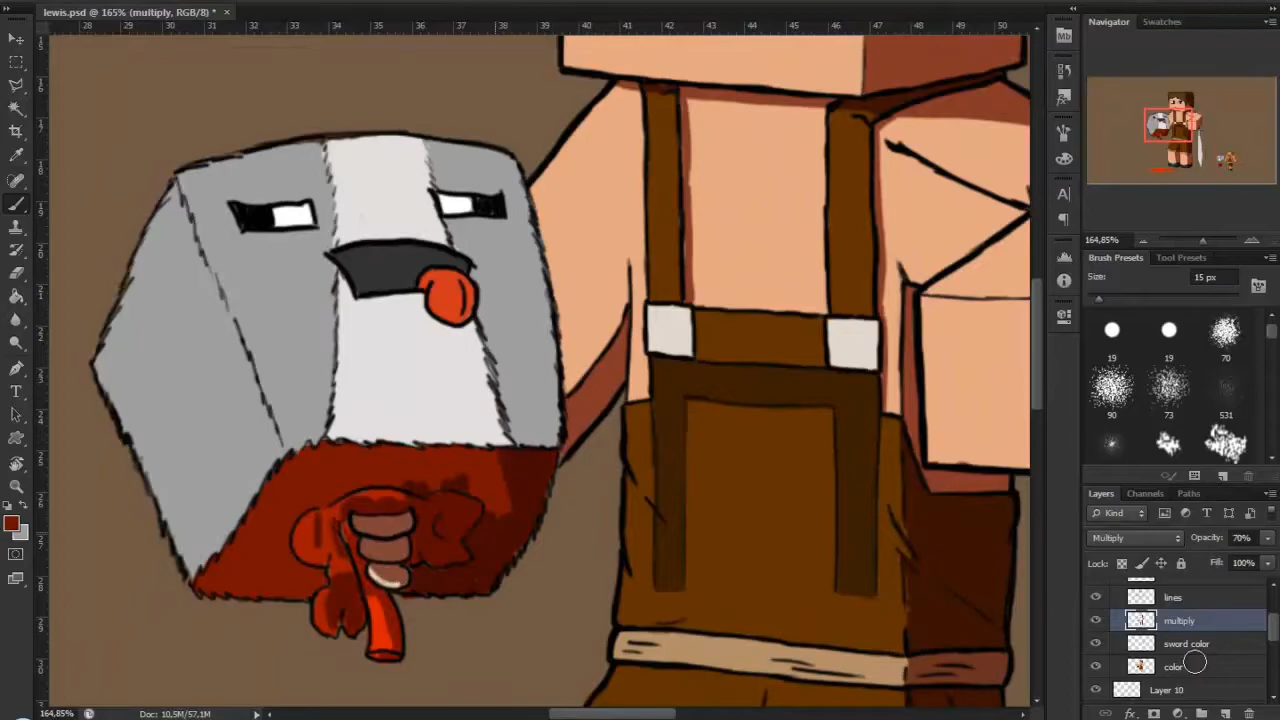 lewis.psd @ 165% (multiply, RGB/8) * ×
28 29 30 31 32 33 34 35 36 37 38 39 40 41 42 43 44 45 46 47 48 49 50
Navigator Swatches
164,85%
Brush Presets Tool Presets
Size: 15 px
19 19 70
90 73 531
Layers Channels Paths
Kind
Multiply Opacity: 70%
Lock: Fill: 100%
lines
multiply
sword color
color
Layer 10
164,85% Doc: 10,5M/57,1M